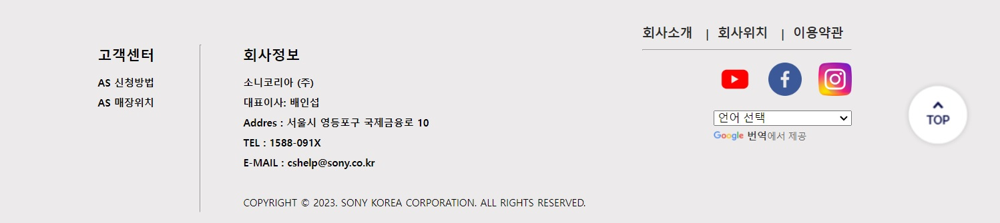 고객센터
AS 신청방법
AS 매장위치
회사정보
소니코리아 (주)
대표이사: 배인섭
Addres : 서울시 영등포구 국제금융로 10
TEL : 1588-091X
E-MAIL : cshelp@sony.co.kr
COPYRIGHT © 2023. SONY KOREA CORPORATION. ALL RIGHTS RESERVED.
회사소개 | 회사위치 | 이용약관
언어 선택
Google 번역에서 제공
TOP